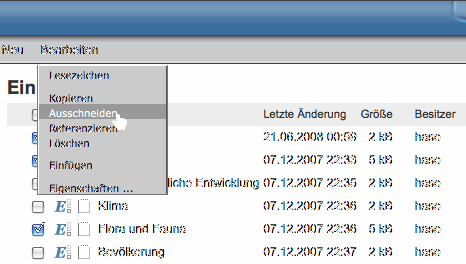 Neu Bearbeiten
Lesezeichen
Ein
Kopieren
Ausschneiden Letzte Änderung Größe Besitzer
Referenzieren 21.06.2008 00:58 2 kB hase
Löschen
Einfügen 07.12.2007 22:33 5 kB hase
liche Entwicklung 07.12.2007 22:35 2 kB hase
Eigenschaften ...
E Klima 07.12.2007 22:36 2 kB hase
E Flora und Fauna 07.12.2007 22:36 5 kB hase
E Bevölkerung 07.12.2007 22:37 2 kB hase